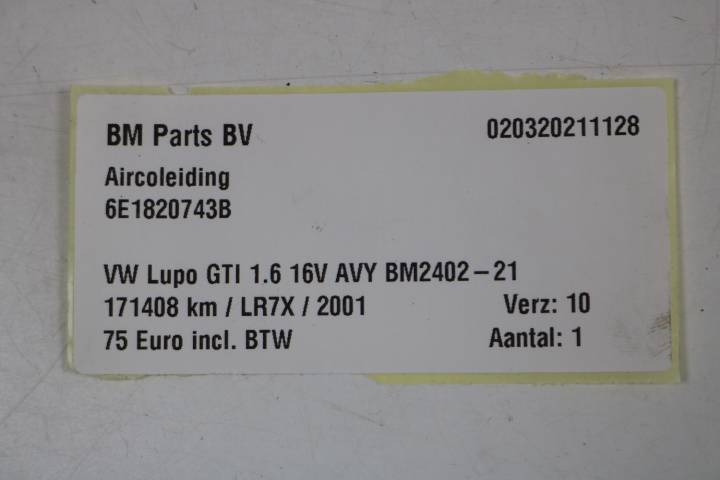 BM Parts BV 020320211128
Aircoleiding
6E1820743B
VW Lupo GTI 1.6 16V AVY BM2402-21
171408 km / LR7X / 2001 Verz: 10
75 Euro incl. BTW Aantal: 1